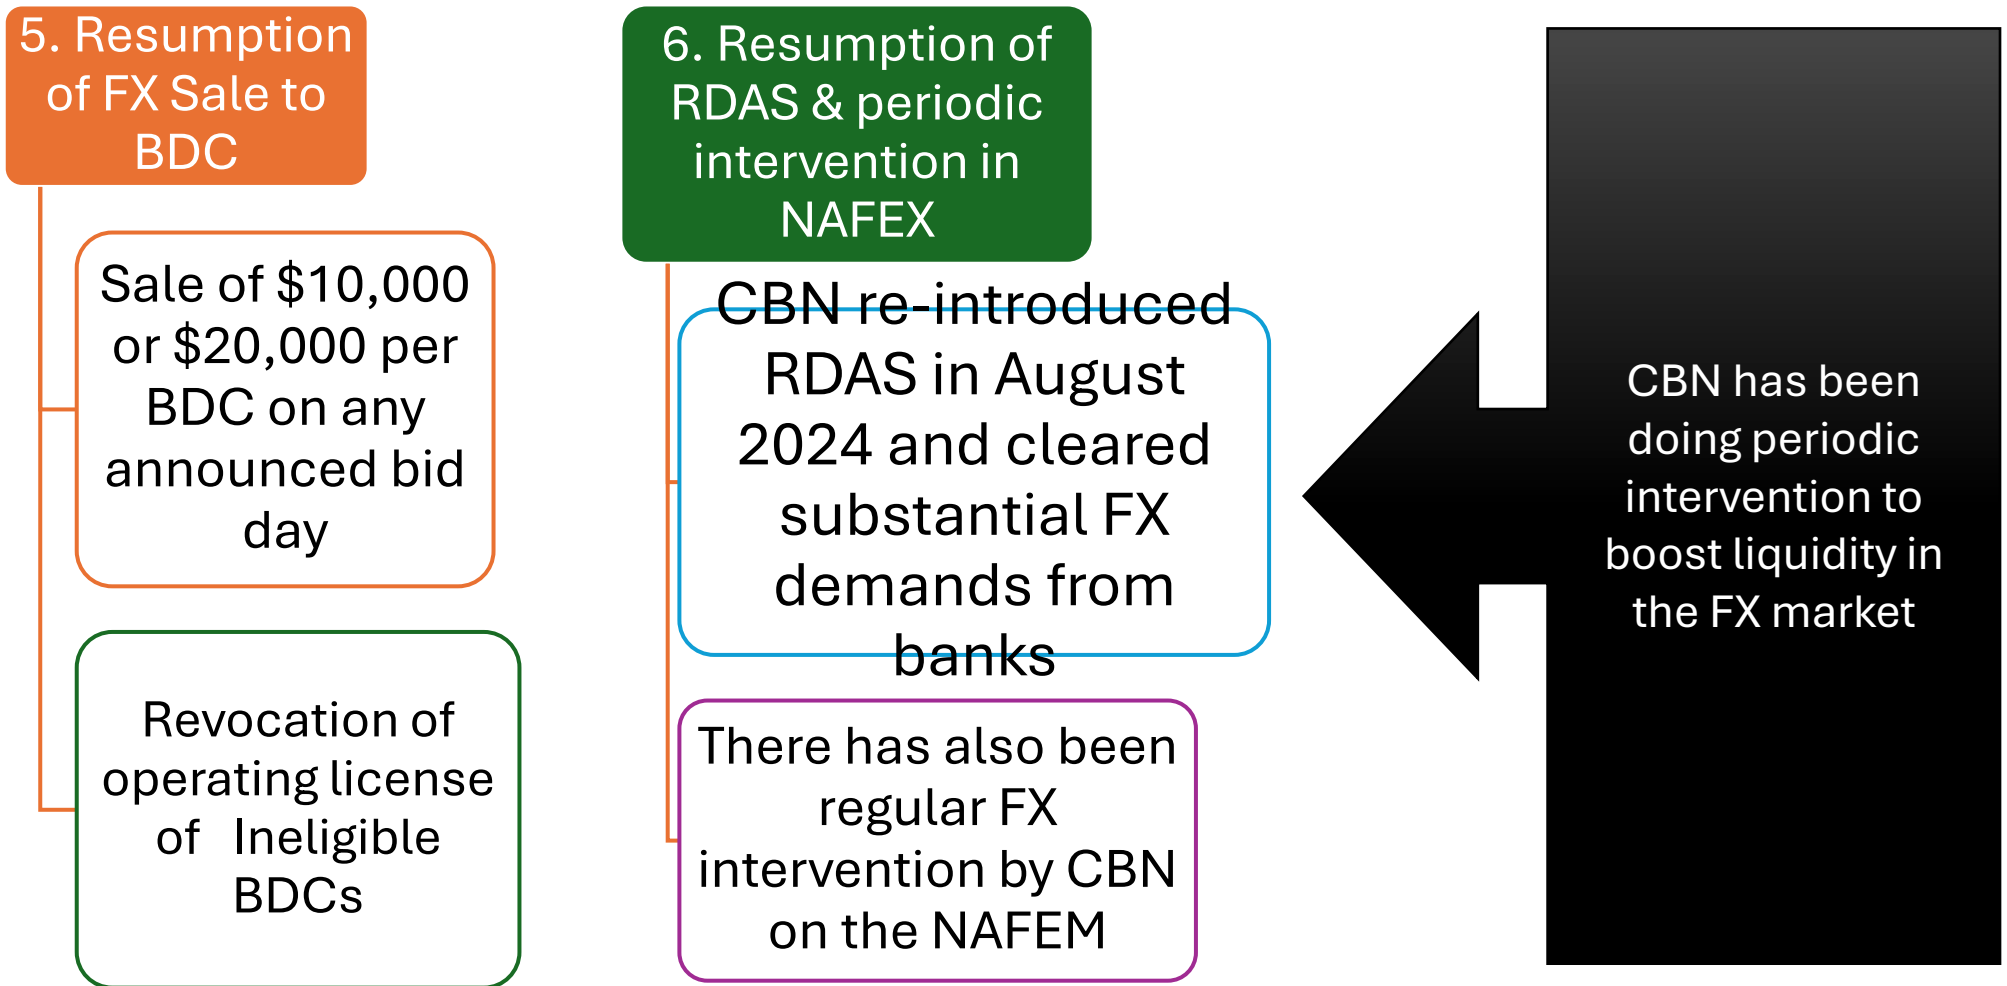 5. Resumption
of FX Sale to
BDC
Sale of $10,000
or $20,000 per
BDC on any
announced bid
day
Revocation of
operating license
of Ineligible
BDCs
6. Resumption of
RDAS & periodic
intervention in
NAFEX
CBN re-introduced
RDAS in August
2024 and cleared
substantial FX
demands from
banks
There has also been
regular FX
intervention by CBN
on the NAFEM
CBN has been
doing periodic
intervention to
boost liquidity in
the FX market